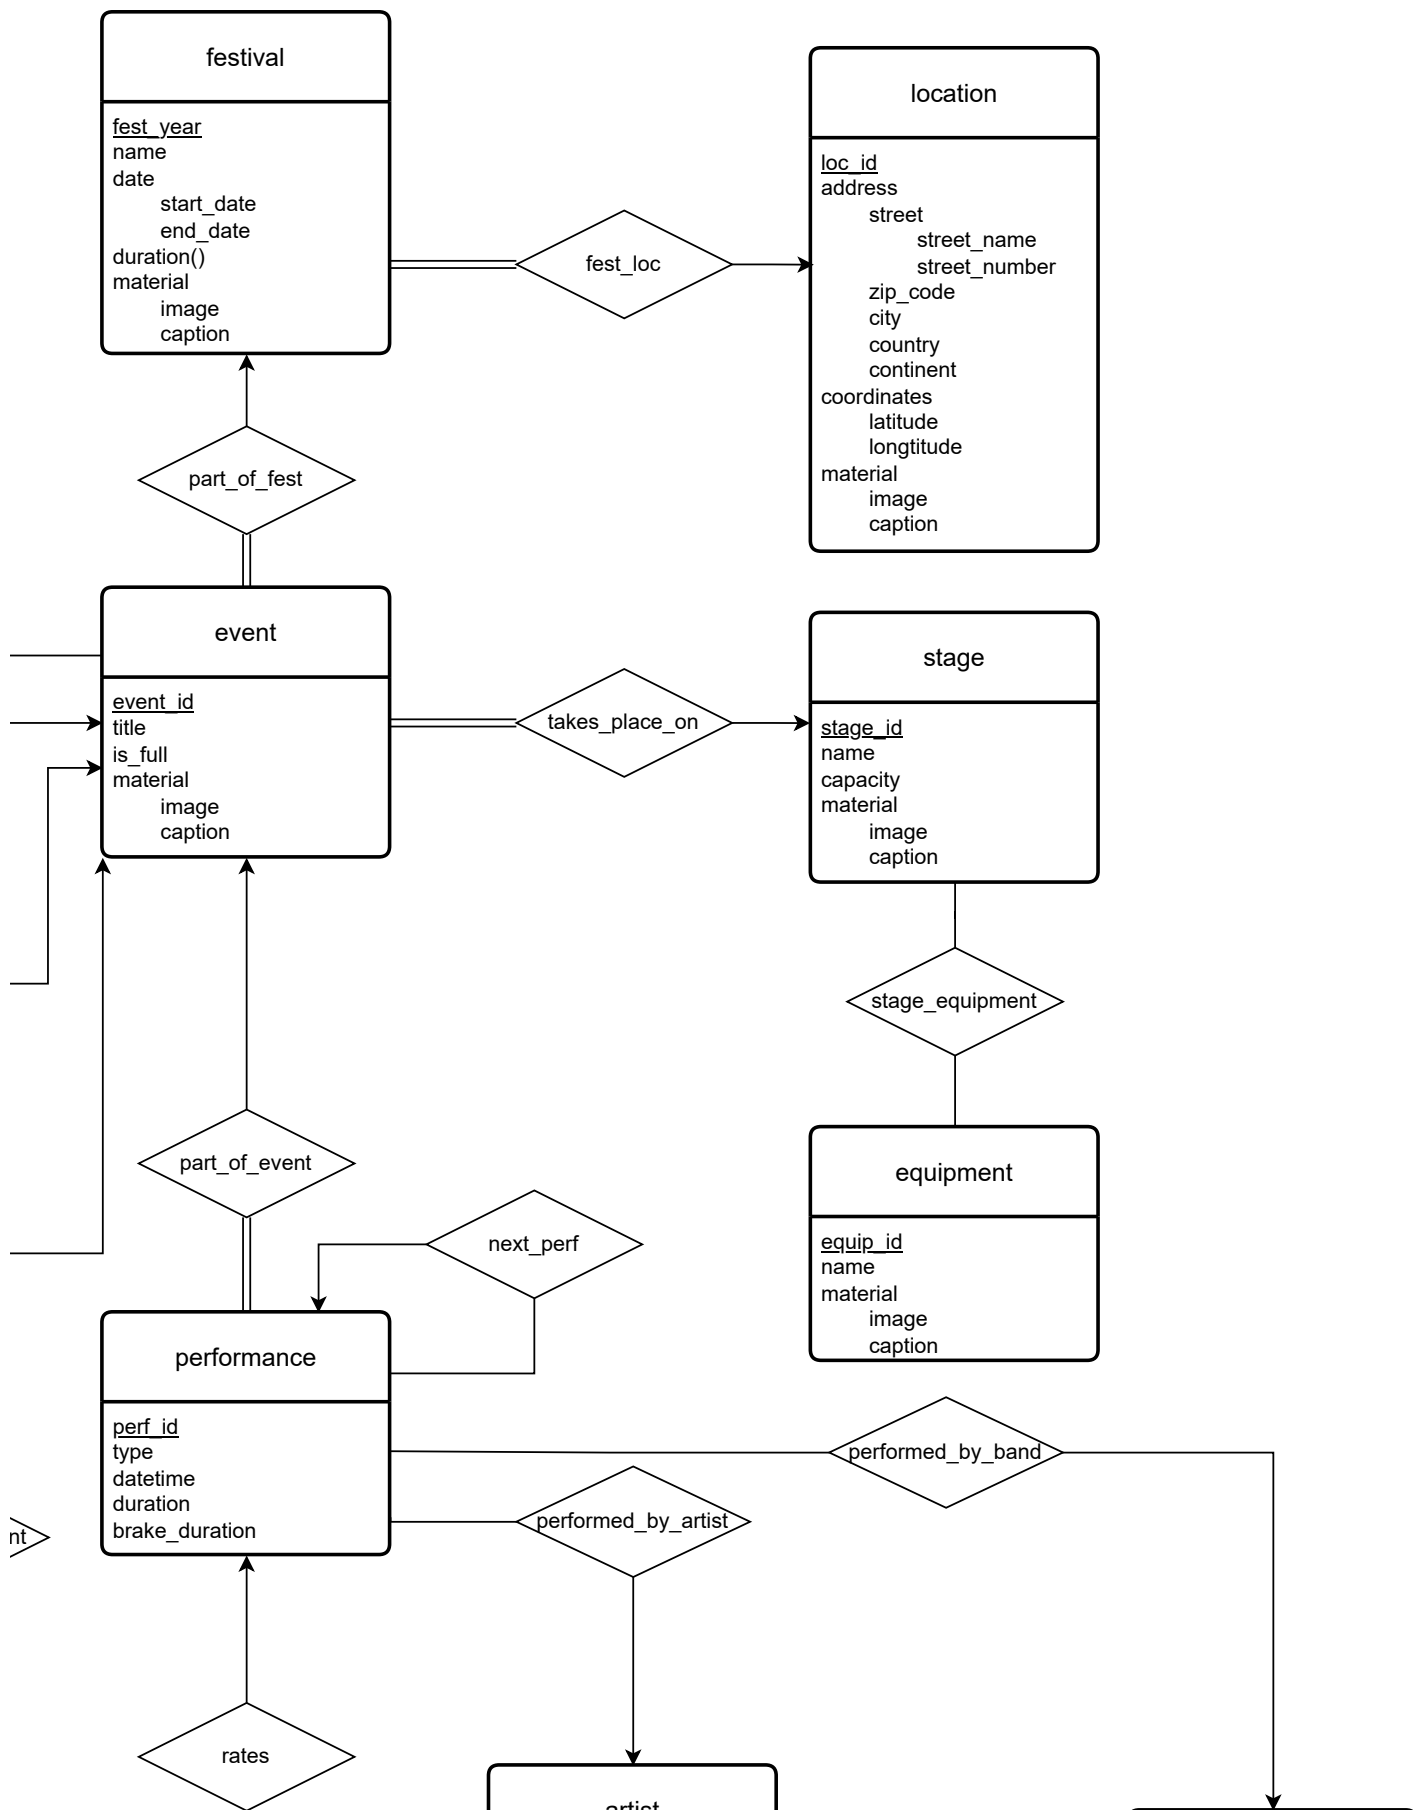 festival
fest_year
name
date
start_date
end_date
duration()
material
image
caption
location
loc_id
address
street
street_name
street_number
zip_code
city
country
continent
coordinates
latitude
longtitude
material
image
caption
fest_loc
part_of_fest
event
event_id
title
is_full
material
image
caption
takes_place_on
stage
stage_id
name
capacity
material
image
caption
stage_equipment
equipment
equip_id
name
material
image
caption
part_of_event
next_perf
performance
perf_id
type
datetime
duration
brake_duration
performed_by_band
performed_by_artist
nt
rates
artist